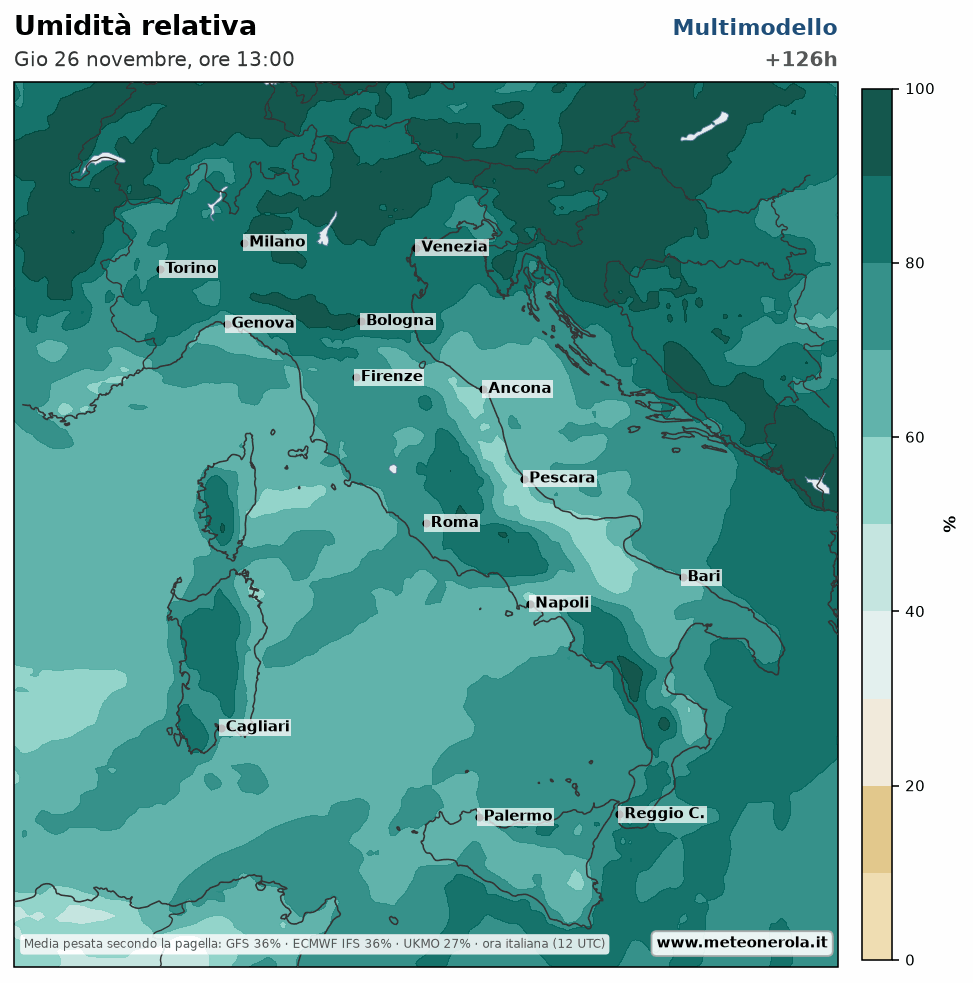 Umidità relativa
Multimodello
Gio 26 novembre, ore 13:00
+126h
100
80
60
40
20
0
%
Milano
Venezia
Torino
Genova
Bologna
Firenze
Ancona
Pescara
Roma
Bari
Napoli
Cagliari
Palermo
Reggio C.
Media pesata secondo la pagella: GFS 36% · ECMWF IFS 36% · UKMO 27% · ora italiana (12 UTC)
www.meteonerola.it